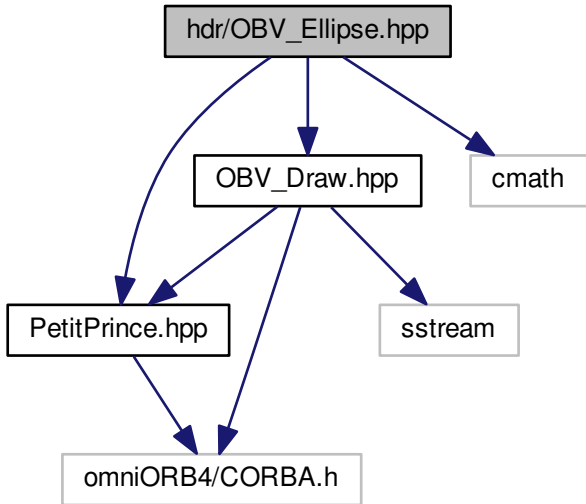 hdr/OBV_Ellipse.hpp
OBV_Draw.hpp
cmath
PetitPrince.hpp
sstream
omniORB4/CORBA.h